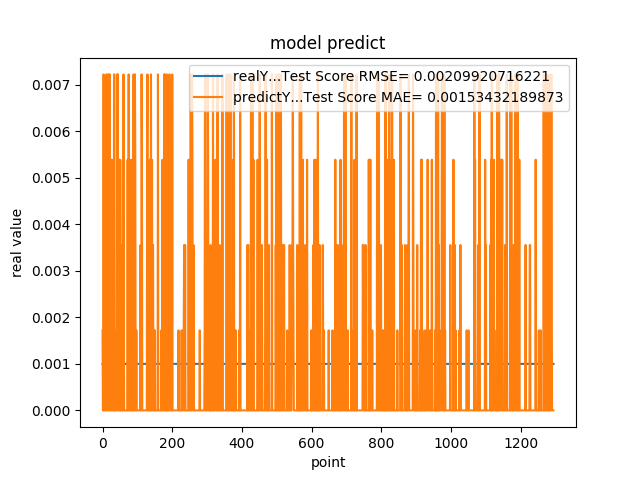 model predict
realY...Test Score RMSE= 0.00209920716221
predictY...Test Score MAE= 0.00153432189873
0.007
0.006
0.005
0.004
0.003
0.002
0.001
0.000
real value
0 200 400 600 800 1000 1200
point